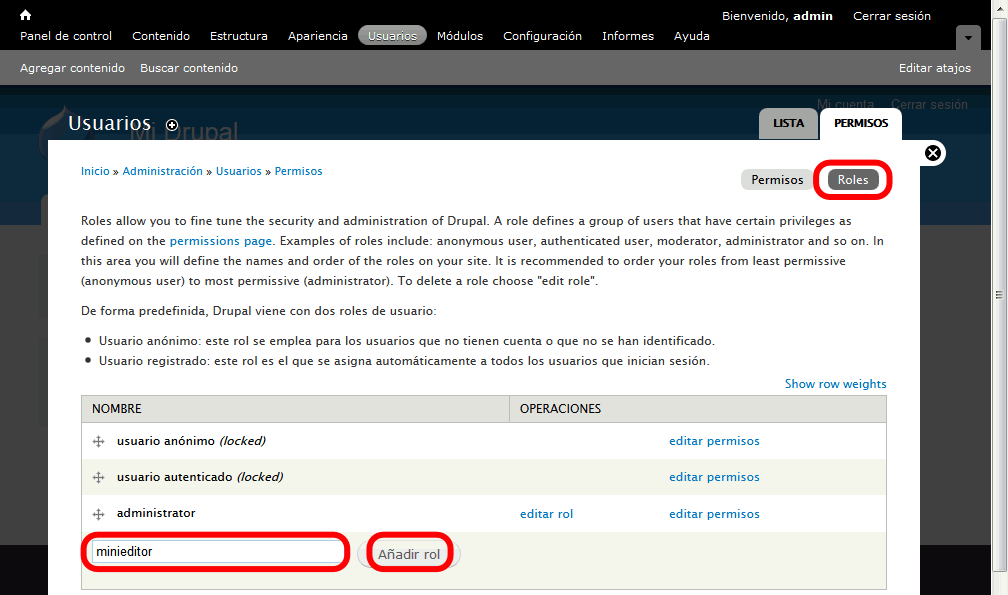 Bienvenido, admin Cerrar sesión
Panel de control Contenido Estructura Apariencia Usuarios Módulos Configuración Informes Ayuda
Agregar contenido Buscar contenido Editar atajos
Mi cuenta Cerrar sesión
Usuarios Mi Drupal LISTA PERMISOS
Inicio » Administración » Usuarios » Permisos
Permisos Roles
Roles allow you to fine tune the security and administration of Drupal. A role defines a group of users that have certain privileges as
defined on the permissions page. Examples of roles include: anonymous user, authenticated user, moderator, administrator and so on. In
this area you will define the names and order of the roles on your site. It is recommended to order your roles from least permissive
(anonymous user) to most permissive (administrator). To delete a role choose "edit role".
De forma predefinida, Drupal viene con dos roles de usuario:
• Usuario anónimo: este rol se emplea para los usuarios que no tienen cuenta o que no se han identificado.
• Usuario registrado: este rol es el que se asigna automáticamente a todos los usuarios que inician sesión.
Show row weights
NOMBRE OPERACIONES
usuario anónimo (locked) editar permisos
usuario autenticado (locked) editar permisos
administrator editar rol editar permisos
minieditor Añadir rol